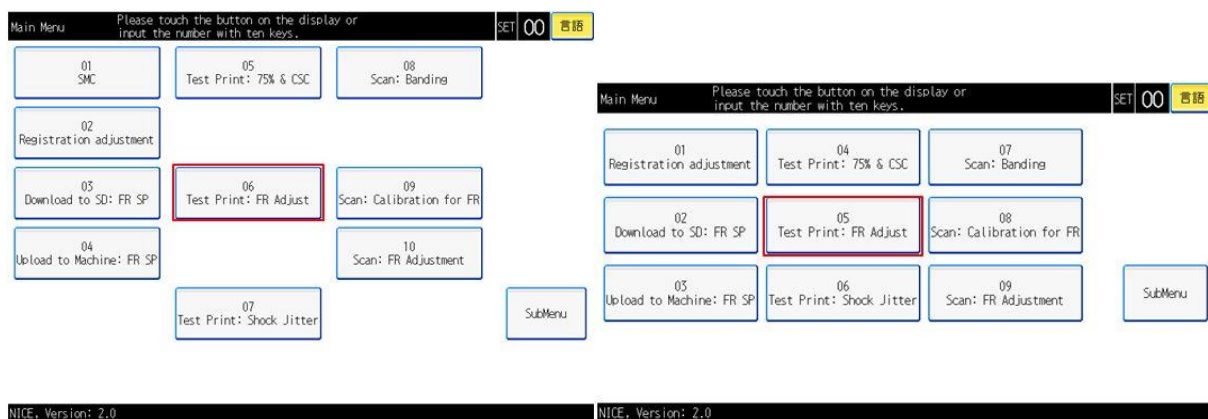 Main Menu
Please touch the button on the display or
input the number with ten keys.
SET 00 言語
01
SMC
05
Test Print: 75% & CSC
08
Scan: Banding
02
Registration adjustment
03
Download to SD: FR SP
06
Test Print: FR Adjust
09
Scan: Calibration for FR
04
Upload to Machine: FR SP
10
Scan: FR Adjustment
07
Test Print: Shock Jitter
SubMenu
NICE. Version: 2.0
Main Menu
Please touch the button on the display or
input the number with ten keys.
SET 00 言語
01
Registration adjustment
04
Test Print: 75% & CSC
07
Scan: Banding
02
Download to SD: FR SP
05
Test Print: FR Adjust
08
Scan: Calibration for FR
03
Upload to Machine: FR SP
06
Test Print: Shock Jitter
09
Scan: FR Adjustment
SubMenu
NICE. Version: 2.0